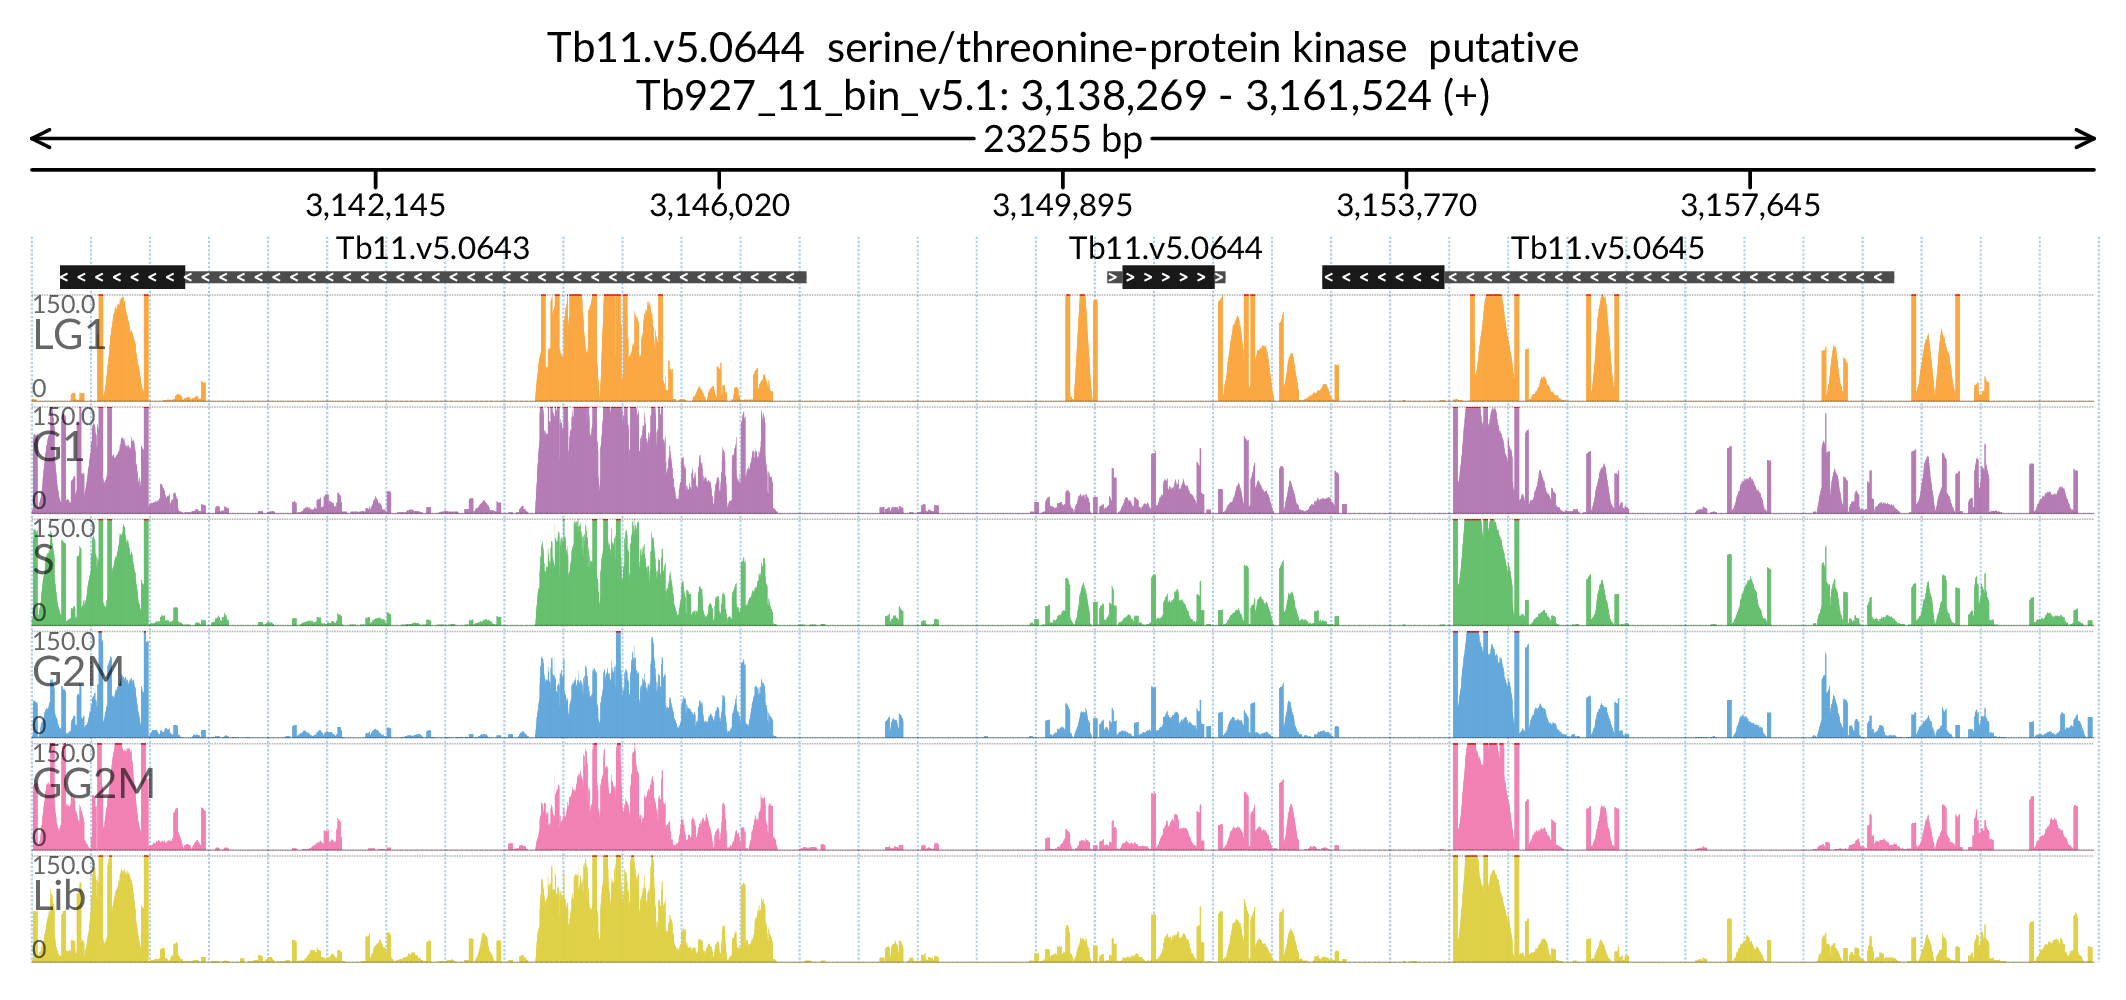 Tb11.v5.0644 serine/threonine-protein kinase putative
Tb927_11_bin_v5.1: 3,138,269 - 3,161,524 (+)
23255 bp
3,142,145 3,146,020 3,149,895 3,153,770 3,157,645
Tb11.v5.0643 Tb11.v5.0644 Tb11.v5.0645
150.0
LG1
0
150.0
G1
0
150.0
S
0
150.0
G2M
0
150.0
GG2M
0
150.0
Lib
0